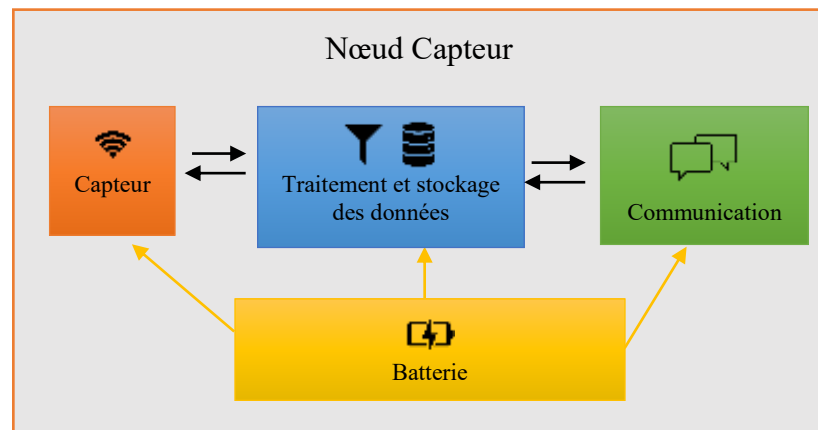 Nœud Capteur
Capteur
Traitement et stockage
des données
Communication
Batterie